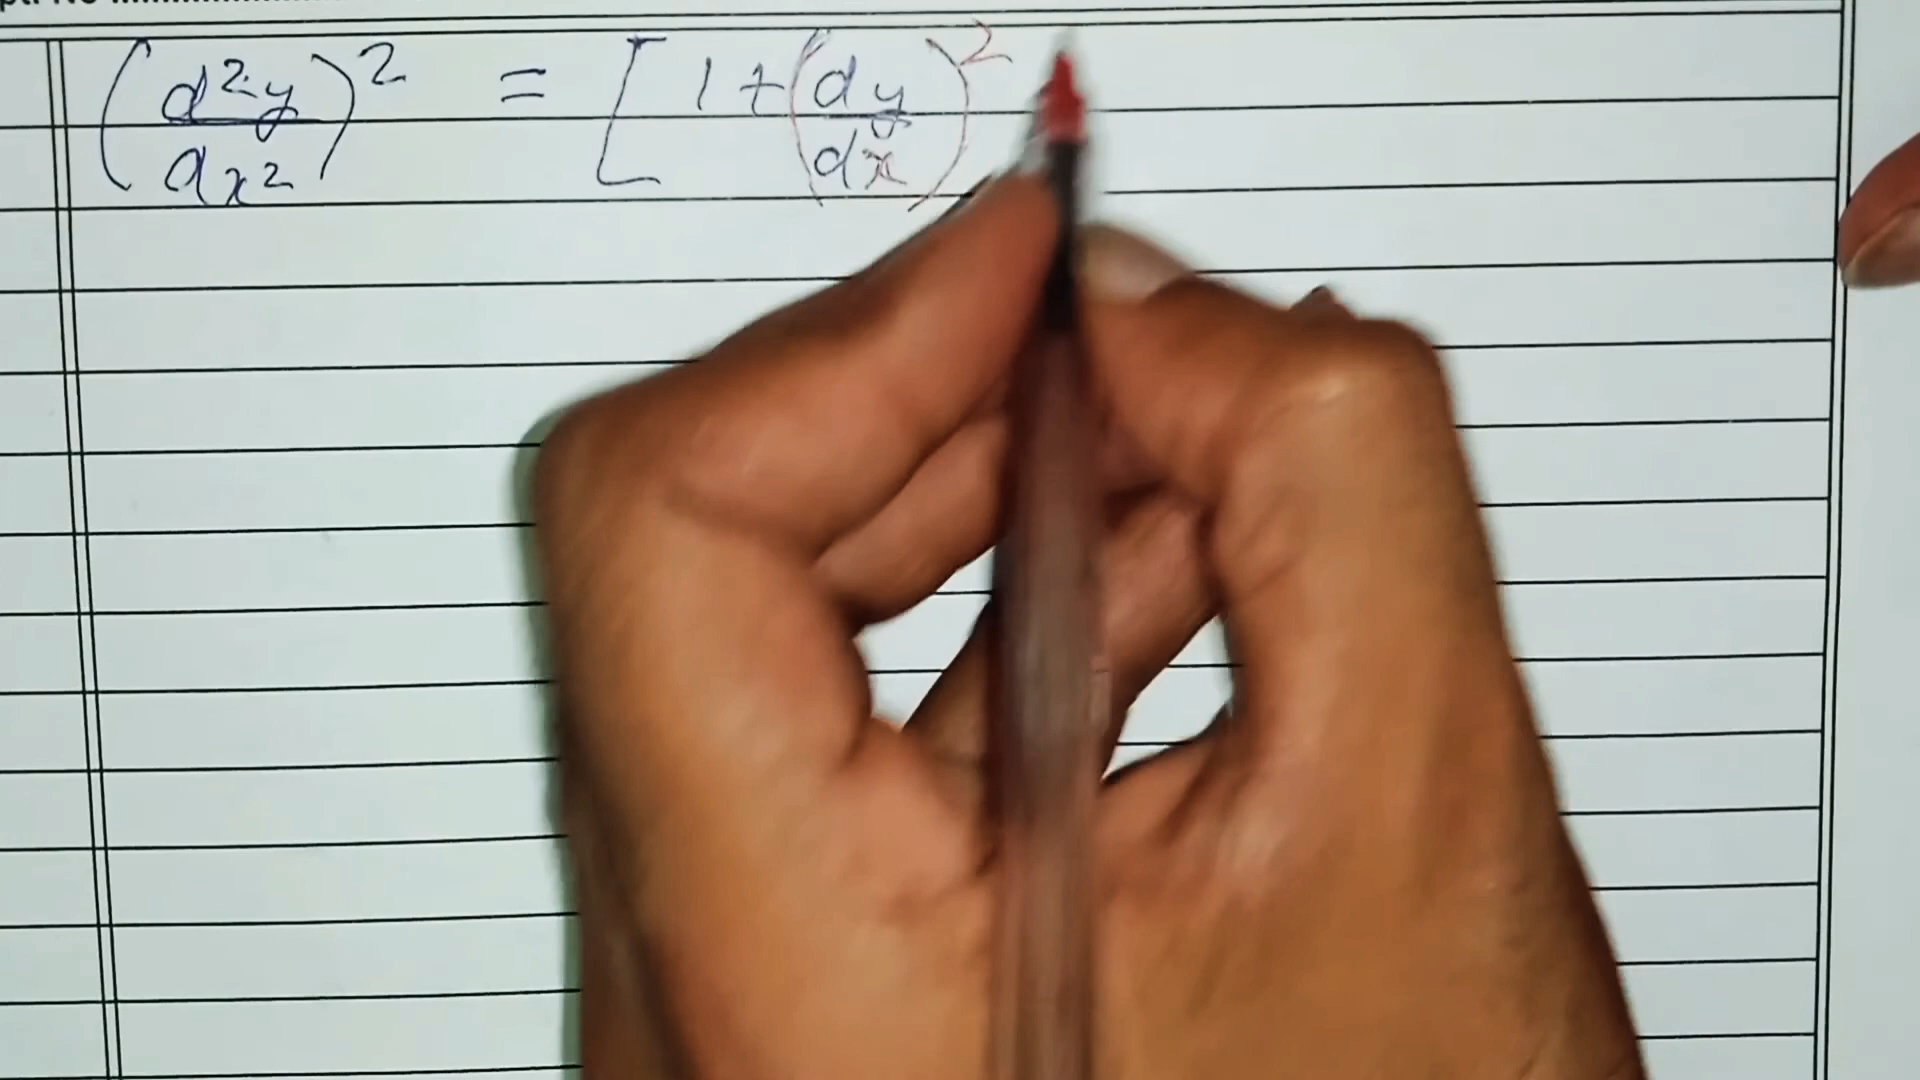 (d²y/dx²)² = [1+(dy/dx)²